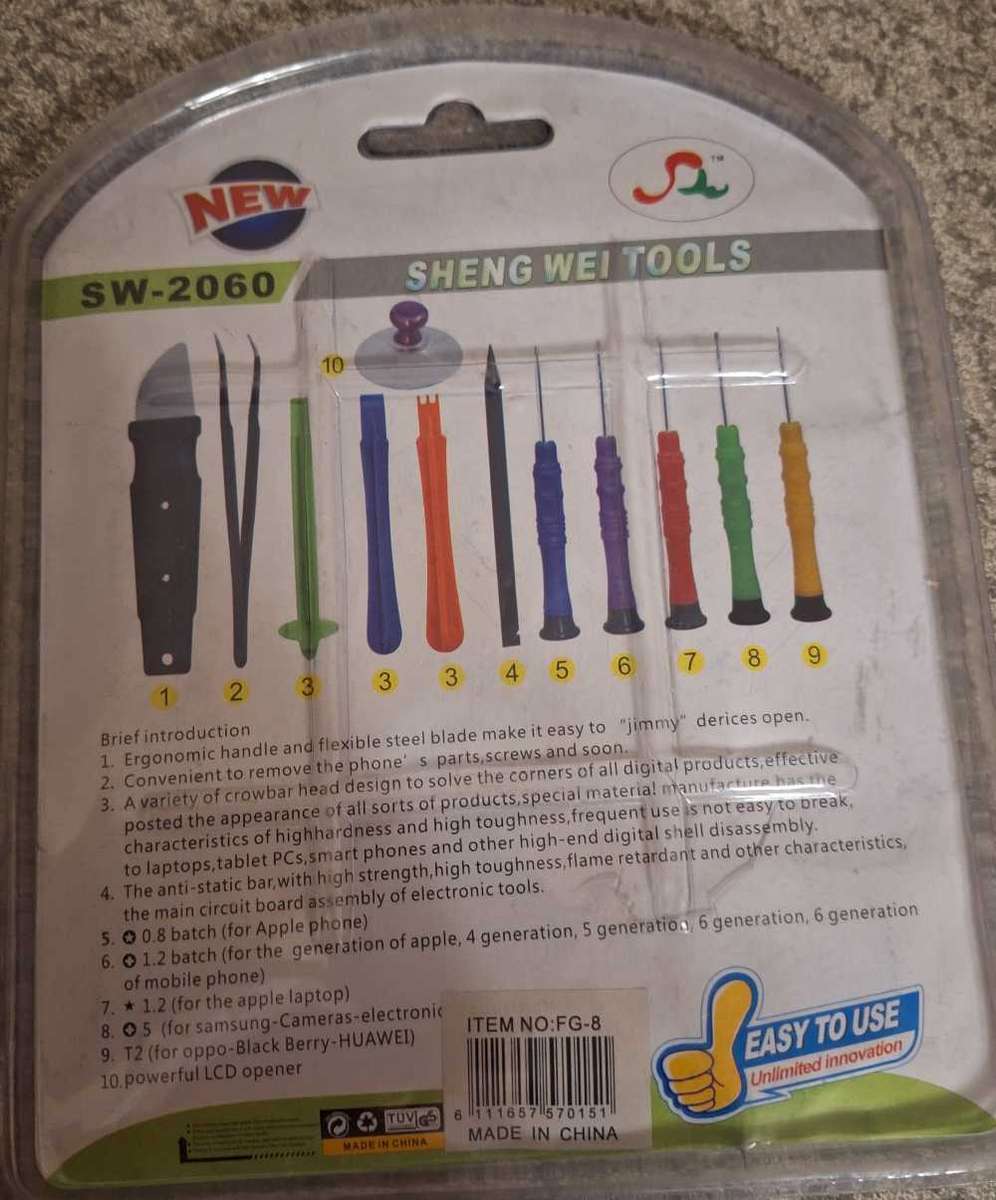 NEW
TM
SW-2060
SHENG WEI TOOLS
10
1
2
3
3
3
4
5
6
7
8
9
Brief introduction
1. Ergonomic handle and flexible steel blade make it easy to "jimmy" derices open.
2. Convenient to remove the phone' s parts,screws and soon.
3. A variety of crowbar head design to solve the corners of all digital products,effective
posted the appearance of all sorts of products,special material manufacture has the
characteristics of highhardness and high toughness,frequent use is not easy to break,
to laptops,tablet PCs,smart phones and other high-end digital shell disassembly.
4. The anti-static bar,with high strength,high toughness,flame retardant and other characteristics,
the main circuit board assembly of electronic tools.
5. ✪ 0.8 batch (for Apple phone)
6. ✪ 1.2 batch (for the generation of apple, 4 generation, 5 generation, 6 generation, 6 generation
of mobile phone)
7. ★ 1.2 (for the apple laptop)
8. ✪ 5 (for samsung-Cameras-electronic
9. T2 (for oppo-Black Berry-HUAWEI)
10.powerful LCD opener
ITEM NO:FG-8
6 111657 570151
MADE IN CHINA
EASY TO USE
Unlimited innovation
TUV GS
MADE IN CHINA